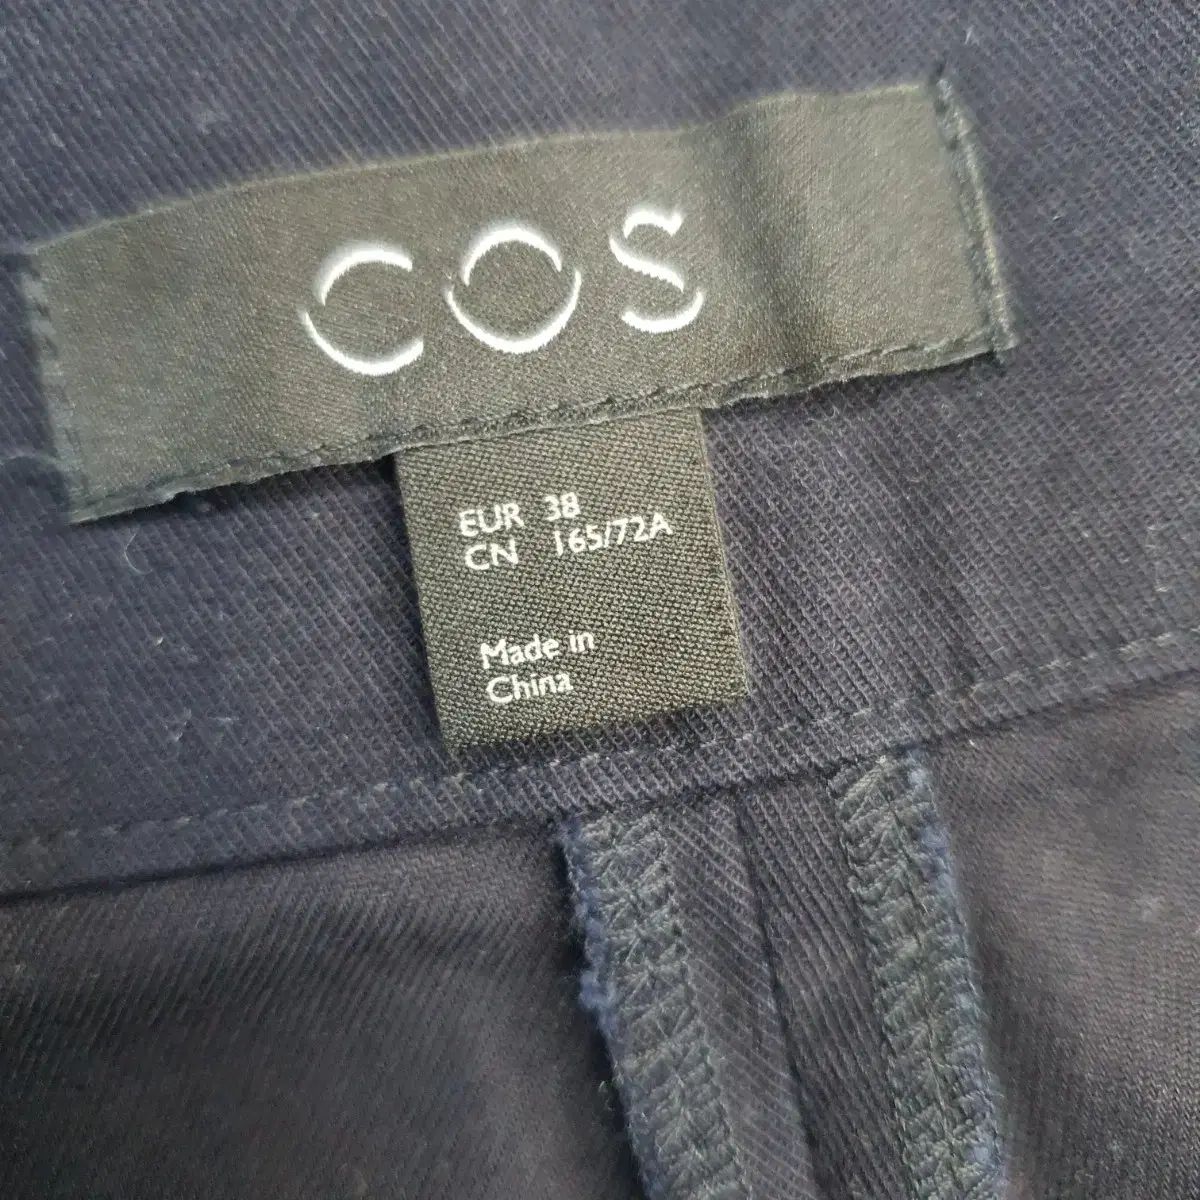 COS
EUR 38
CN 165/72A
Made in
China